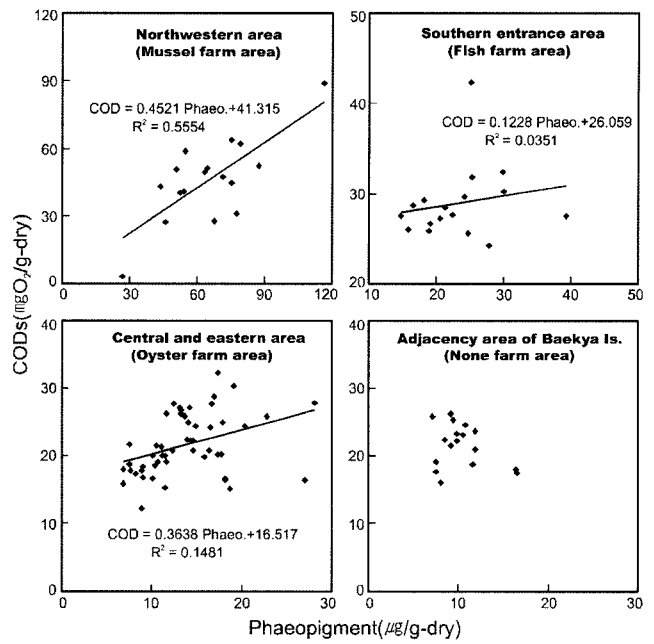 Northwestern area
(Mussel farm area)
COD = 0.4521 Phaeo.+41.315
R² = 0.5554
120
90
60
30
0
0 30 60 90 120
Southern entrance area
(Fish farm area)
COD = 0.1228 Phaeo.+26.059
R² = 0.0351
50
40
30
20
10 20 30 40 50
CODs(㎎O₂/g-dry)
Central and eastern area
(Oyster farm area)
COD = 0.3638 Phaeo.+16.517
R² = 0.1481
40
30
20
10
0
0 10 20 30
Adjacency area of Baekya Is.
(None farm area)
40
30
20
10
0
0 10 20 30
Phaeopigment(㎍/g-dry)